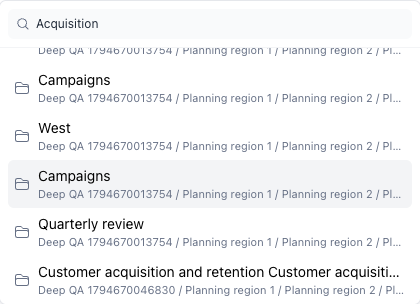 Acquisition
Deep QA 1794670013754 / Planning region 1 / Planning region 2 / Pl...
Campaigns
Deep QA 1794670013754 / Planning region 1 / Planning region 2 / Pl...
West
Deep QA 1794670013754 / Planning region 1 / Planning region 2 / Pl...
Campaigns
Deep QA 1794670013754 / Planning region 1 / Planning region 2 / Pl...
Quarterly review
Deep QA 1794670013754 / Planning region 1 / Planning region 2 / Pl...
Customer acquisition and retention Customer acquisiti...
Deep QA 1794670046830 / Planning region 1 / Planning region 2 / Pl...